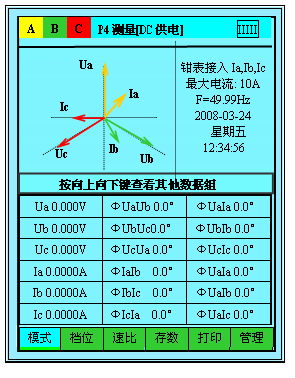 A B C P4 测量[DC 供电]
Ua
Ia
Ic
Ib
Uc
Ub
钳表接入 Ia,Ib,Ic
最大电流: 10A
F=49.99Hz
2008-03-24
星期五
12:34:56
按向上向下键查看其他数据组
Ua 0.000V ΦUaUb 0.0° ΦUaIa 0.0°
Ub 0.000V ΦUbUc0.0° ΦUbIb 0.0°
Uc 0.000V ΦUcUa 0.0° ΦUcIc 0.0°
Ia 0.0000A ΦIaIb 0.0° ΦUaIa 0.0°
Ib 0.0000A ΦIbIc 0.0° ΦUaIb 0.0°
Ic 0.0000A ΦIcIa 0.0° ΦUaIc 0.0°
模式 档位 速比 存数 打印 管理